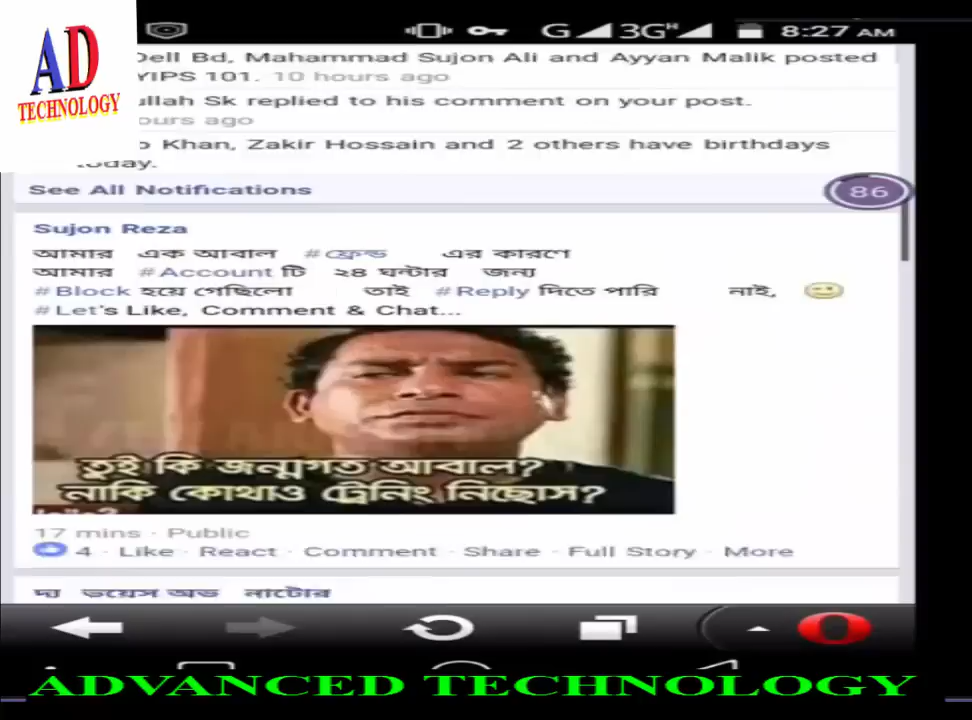 AD
TECHNOLOGY
G 3G H 8:27 AM
Dell Bd, Mahammad Sujon Ali and Ayyan Malik posted
YIPS 101. 10 hours ago
ullah Sk replied to his comment on your post.
ours ago
o Khan, Zakir Hossain and 2 others have birthdays
today.
See All Notifications
86
Sujon Reza
আমার এক আবাল #ফ্রেন্ড এর কারণে
আমার #Account টি ২৪ ঘন্টার জন্য
#Block হয়ে গেছিলো তাই #Reply দিতে পারি নাই,
#Let's Like, Comment & Chat...
তুই কি জন্মগত আবাল?
নাকি কোথাও ট্রেনিং নিছোস?
17 mins · Public
4 · Like · React · Comment · Share · Full Story · More
দ্য ভয়েস অভ নাটোর
ADVANCED TECHNOLOGY